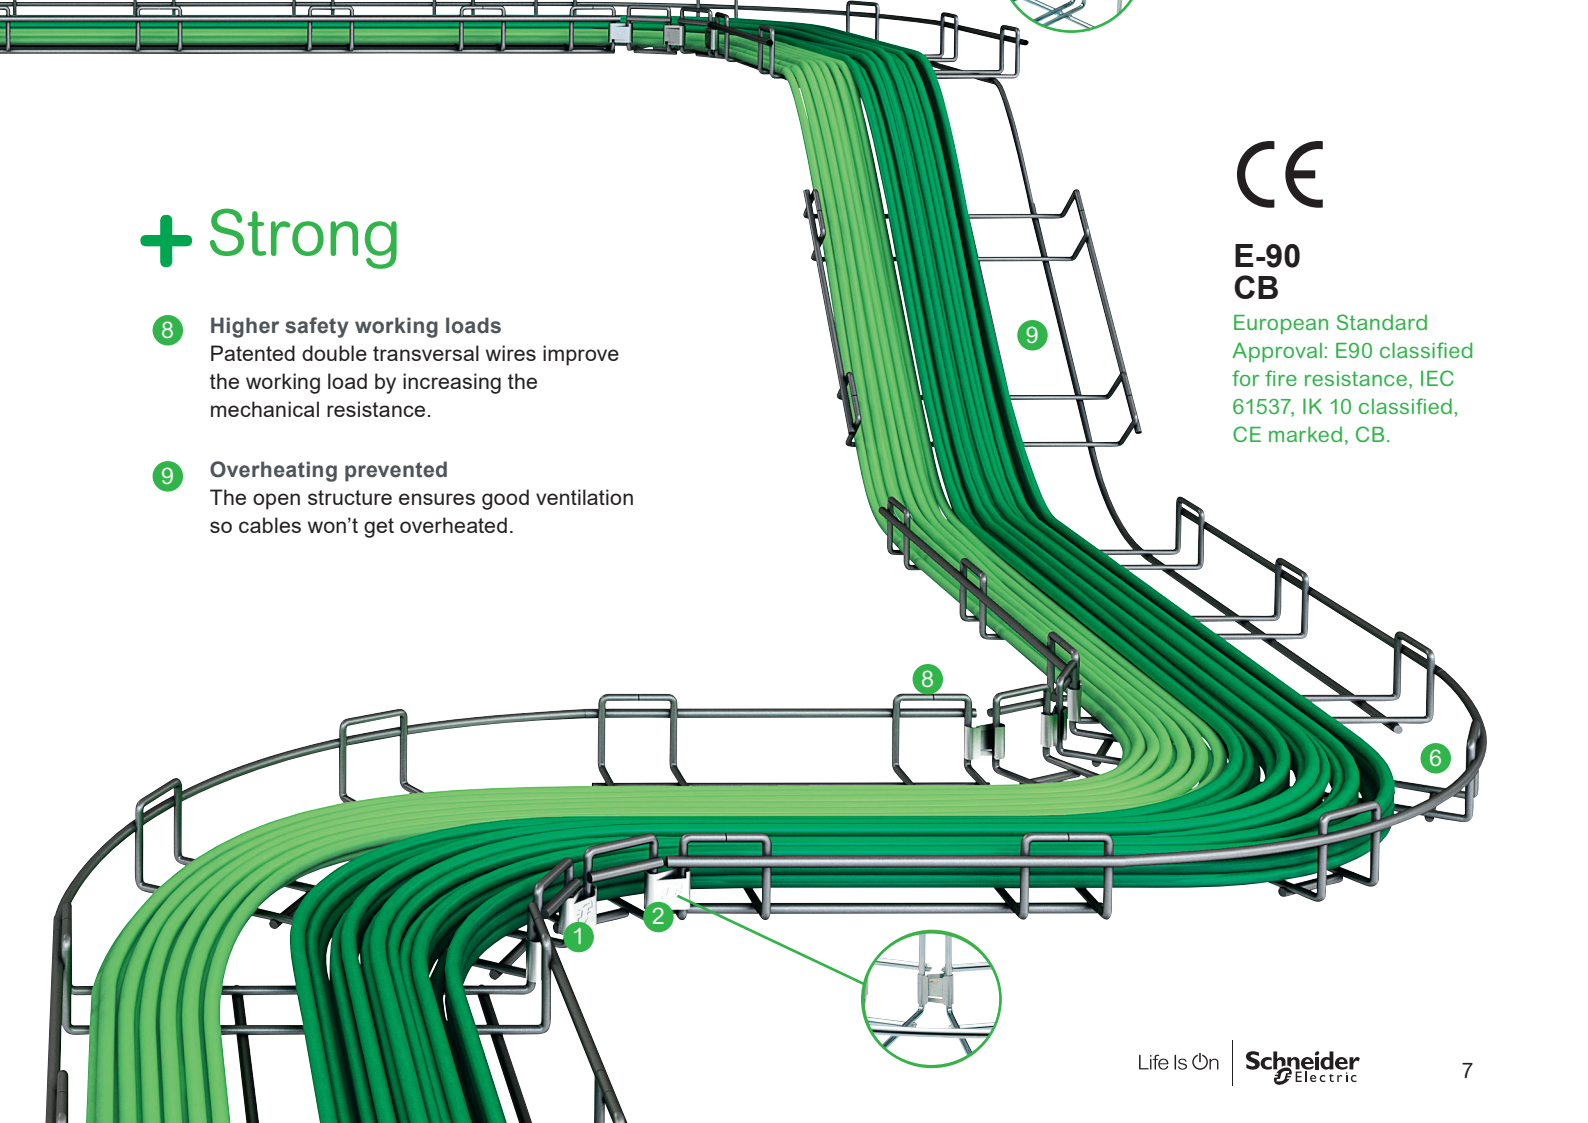 + Strong
8 Higher safety working loads
Patented double transversal wires improve
the working load by increasing the
mechanical resistance.
9 Overheating prevented
The open structure ensures good ventilation
so cables won’t get overheated.
CE
E-90
CB
European Standard
Approval: E90 classified
for fire resistance, IEC
61537, IK 10 classified,
CE marked, CB.
9
8
6
1
2
Life Is On
Schneider
Electric
7